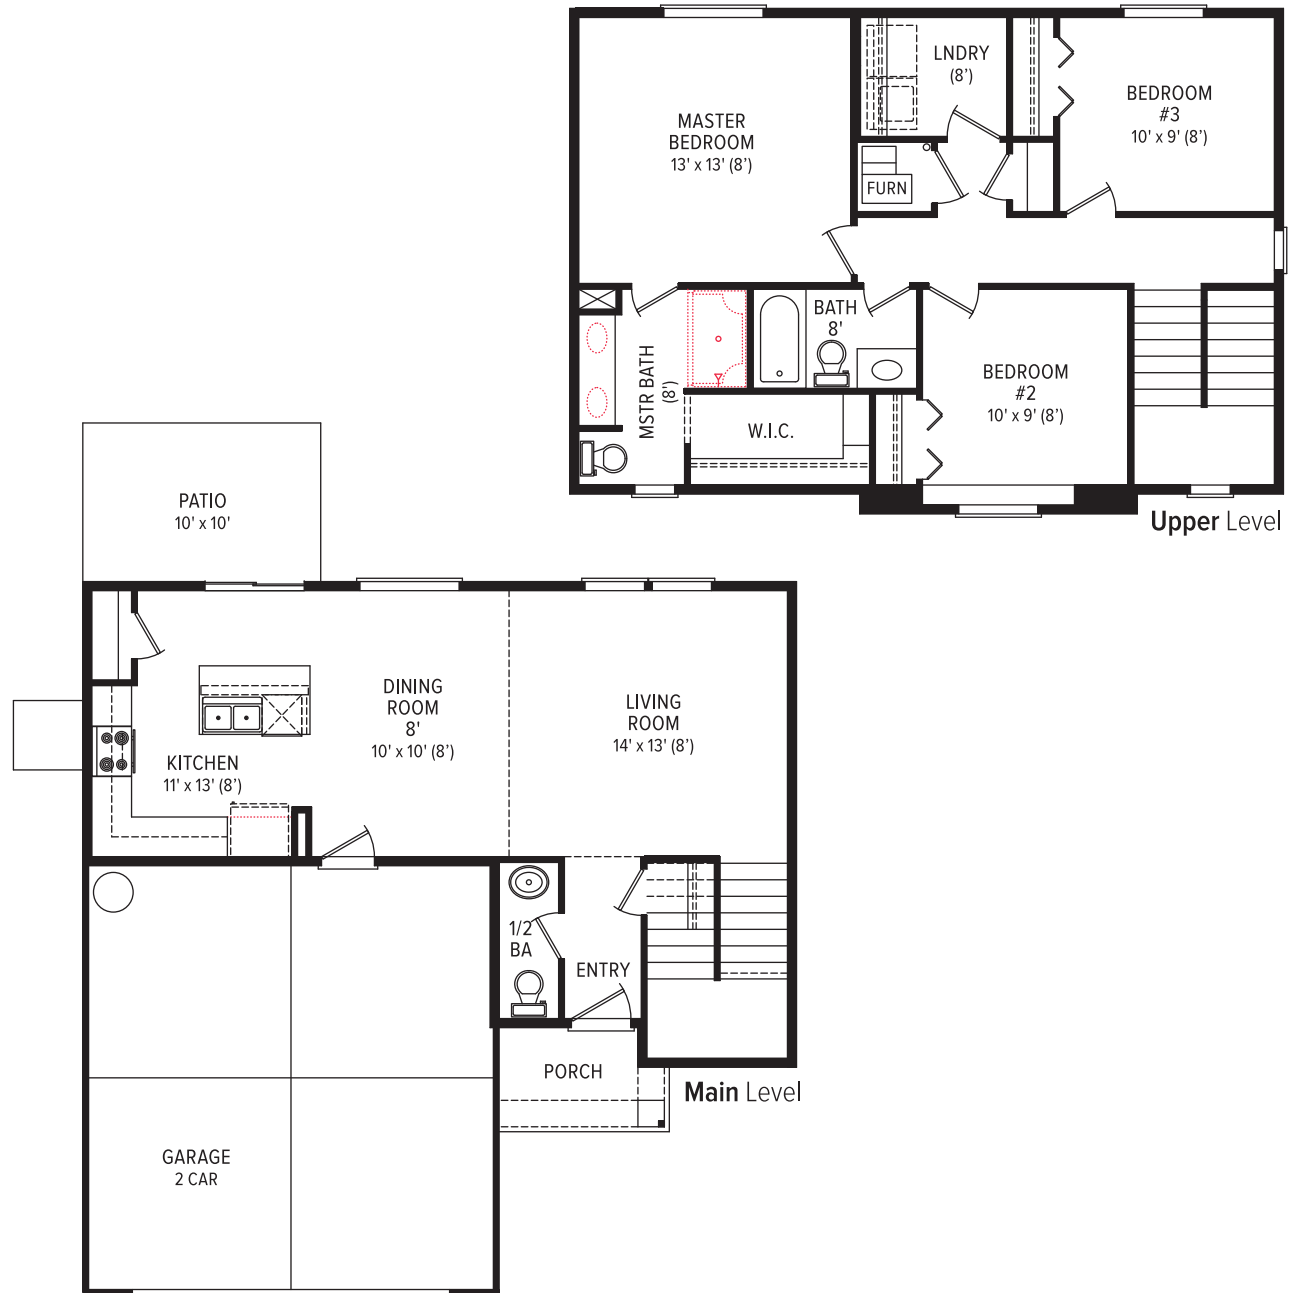 MASTER
BEDROOM
13' x 13' (8')
LNDRY
(8')
BEDROOM
#3
10' x 9' (8')
FURN
BATH
8'
MSTR BATH
(8')
W.I.C.
BEDROOM
#2
10' x 9' (8')
Upper Level
PATIO
10' x 10'
DINING
ROOM
8'
10' x 10' (8')
LIVING
ROOM
14' x 13' (8')
KITCHEN
11' x 13' (8')
1/2
BA
ENTRY
PORCH
Main Level
GARAGE
2 CAR